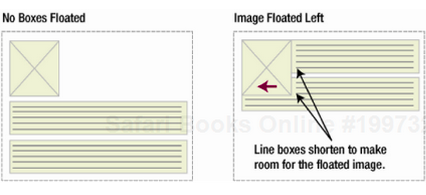 No Boxes Floated
Image Floated Left
Safari Books Online #19973
Line boxes shorten to make
room for the floated image.